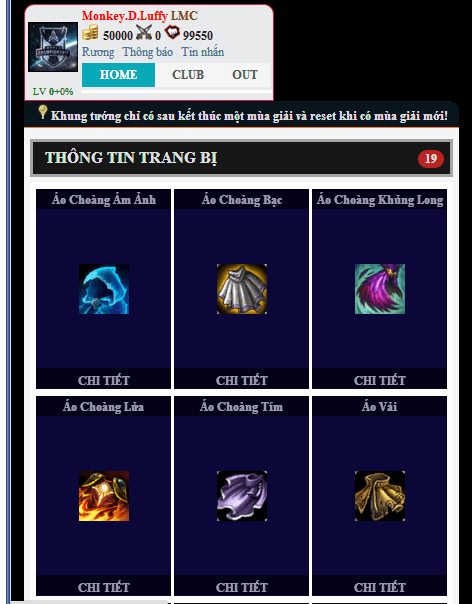 Monkey.D.Luffy LMC
50000 0 99550
Rương Thông báo Tin nhắn
HOME CLUB OUT
LV 0+0%
Khung tướng chỉ có sau kết thúc một mùa giải và reset khi có mùa giải mới!
THÔNG TIN TRANG BỊ 19
Áo Choàng Ám Ảnh Áo Choàng Bạc Áo Choàng Khủng Long
CHI TIẾT CHI TIẾT CHI TIẾT
Áo Choàng Lửa Áo Choàng Tím Áo Vải
CHI TIẾT CHI TIẾT CHI TIẾT